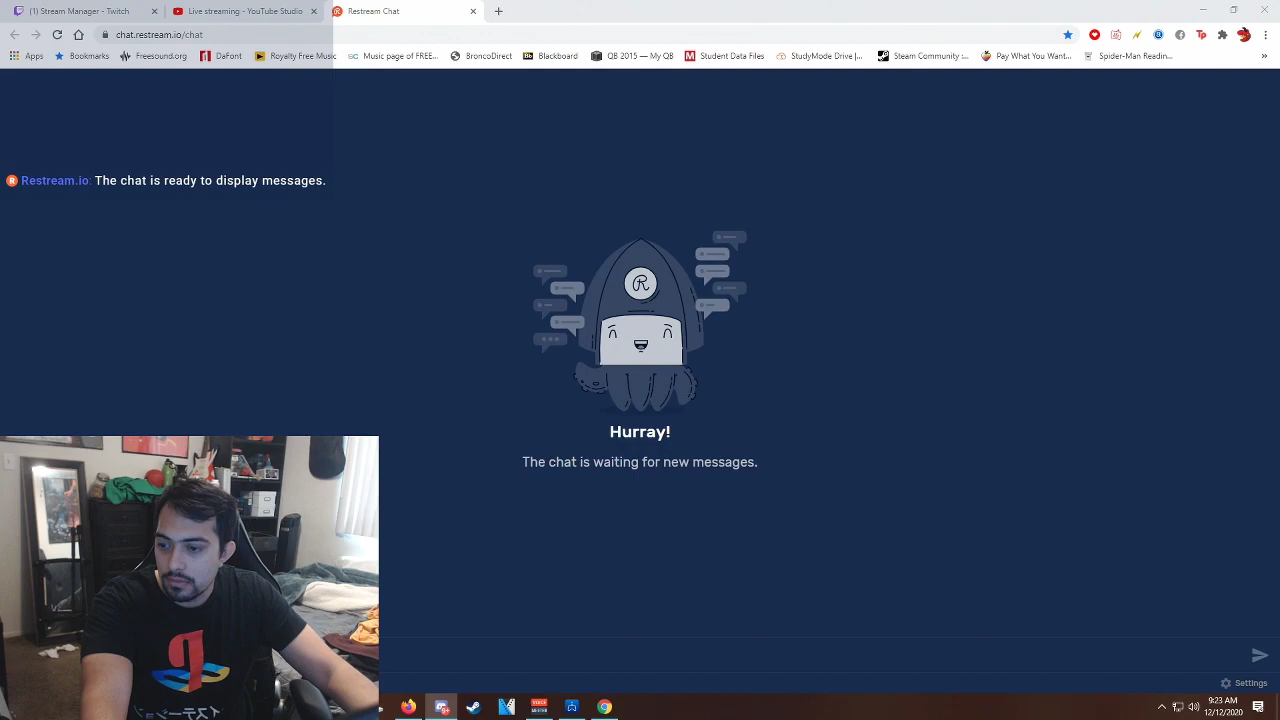 (1) Stream Manager - Twitch
Live streaming - YouTube Studio
Restream Chat
chat.restream.io/chat
Apps
Bookmarks
Freesound.org
DaFont
Royalty Free Music
Music page of FREE...
BroncoDirect
Blackboard
QB 2015 — My QB
Student Data Files
StudyMode Drive |...
Steam Community :...
Pay What You Want...
Spider-Man Readin...
»
Restream.io: The chat is ready to display messages.
R
Hurray!
The chat is waiting for new messages.
Settings
VOICE
MEETER
9:23 AM
12/12/2020